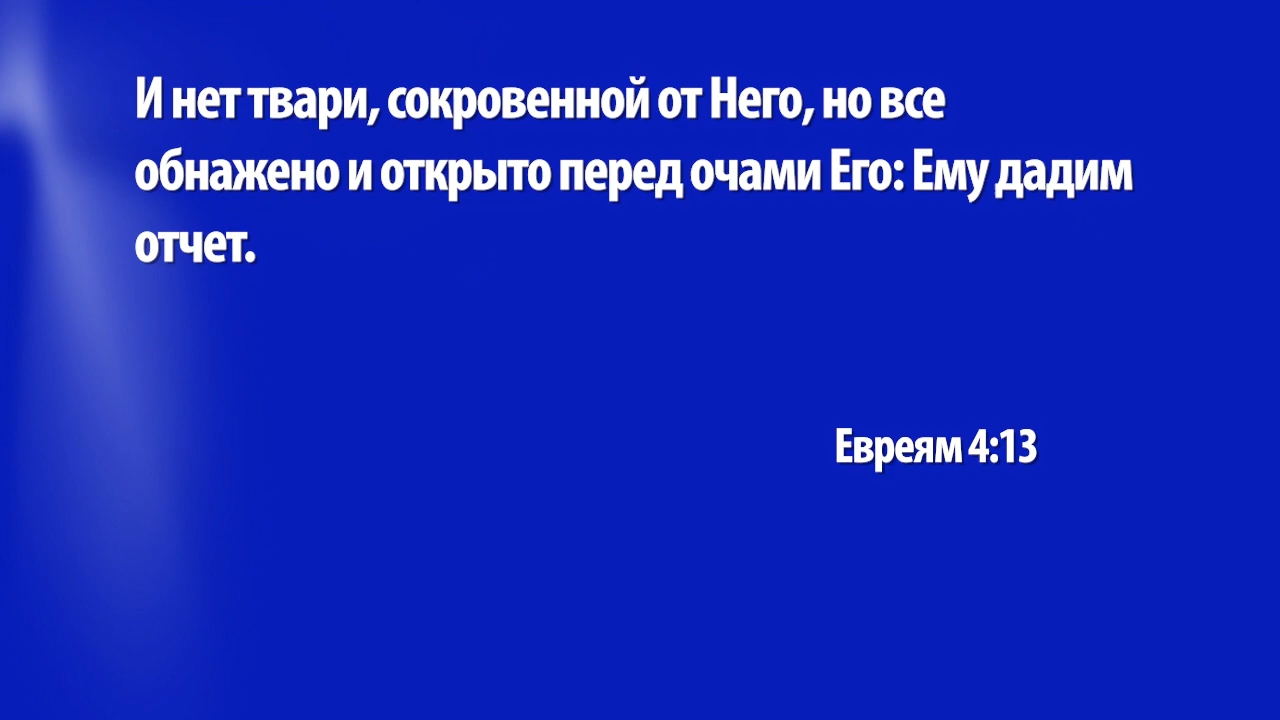 И нет твари, сокровенной от Него, но все
обнажено и открыто перед очами Его: Ему дадим
отчет.
Евреям 4:13